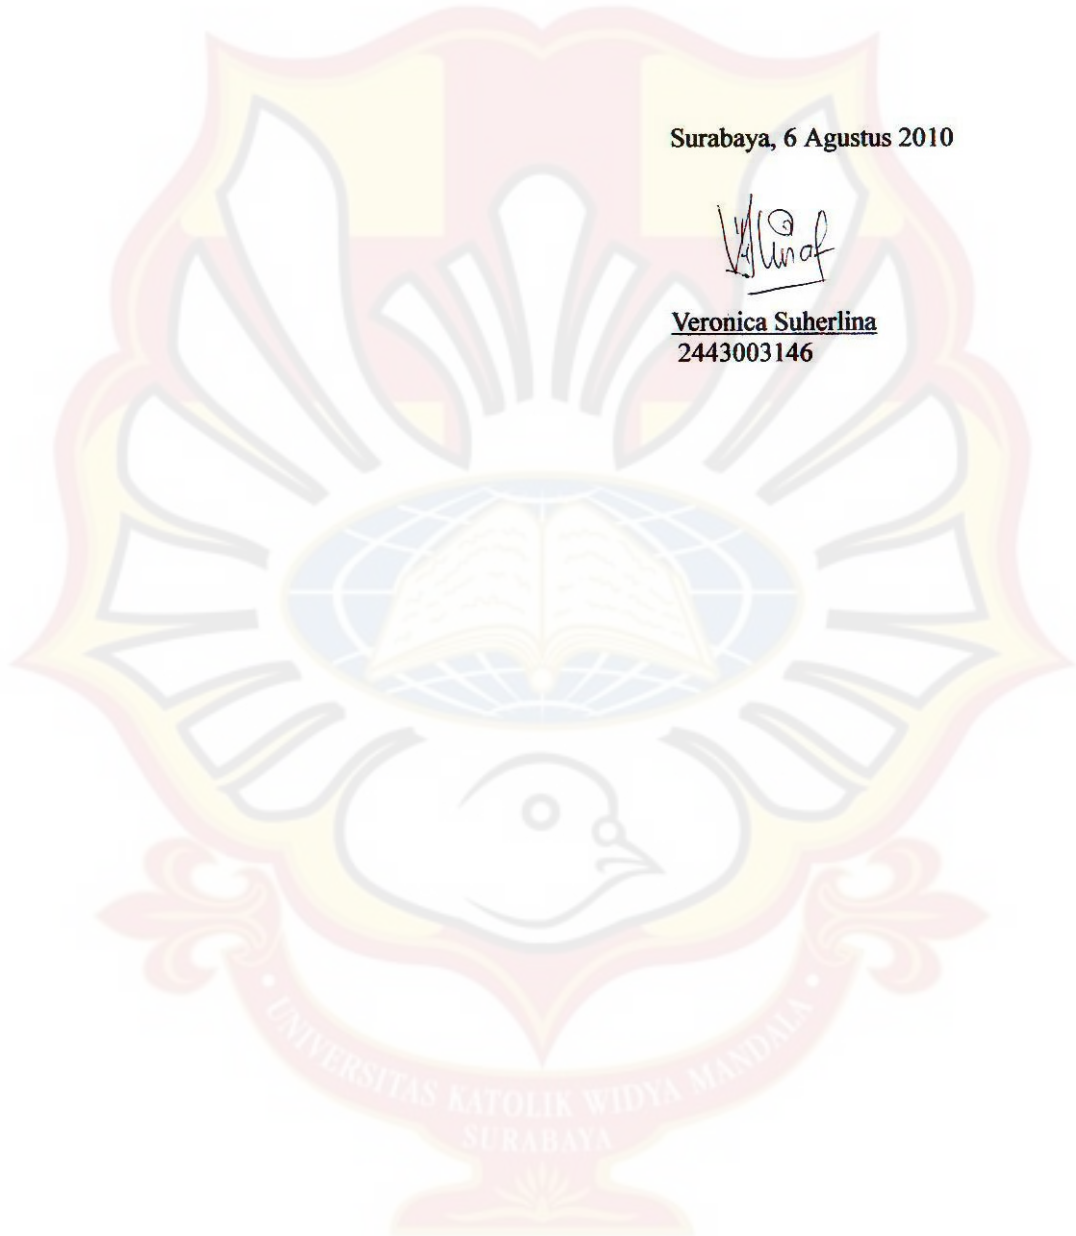 Surabaya, 6 Agustus 2010
Veronica Suherlina
2443003146
• UNIVERSITAS KATOLIK WIDYA MANDALA •
SURABAYA